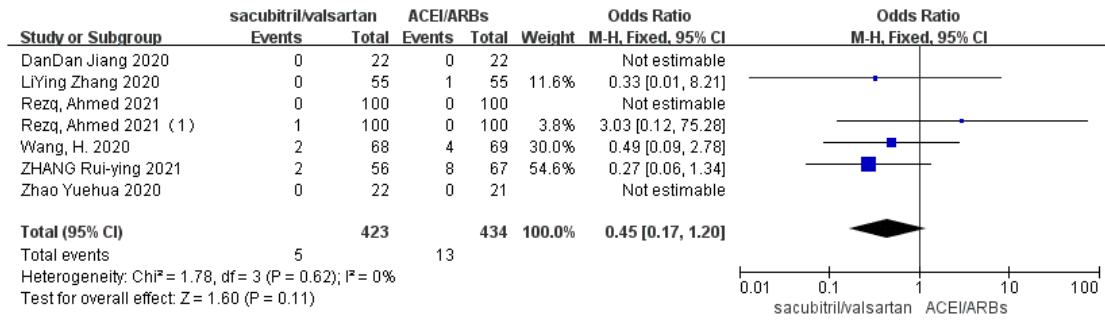 sacubitril/valsartan ACEI/ARBs Odds Ratio Odds Ratio
Study or Subgroup Events Total Events Total Weight M-H, Fixed, 95% CI M-H, Fixed, 95% CI
DanDan Jiang 2020 0 22 0 22 Not estimable
LiYing Zhang 2020 0 55 1 55 11.6% 0.33 [0.01, 8.21]
Rezq, Ahmed 2021 0 100 0 100 Not estimable
Rezq, Ahmed 2021 (1) 1 100 0 100 3.8% 3.03 [0.12, 75.28]
Wang, H. 2020 2 68 4 69 30.0% 0.49 [0.09, 2.78]
ZHANG Rui-ying 2021 2 56 8 67 54.6% 0.27 [0.06, 1.34]
Zhao Yuehua 2020 0 22 0 21 Not estimable
Total (95% CI) 423 434 100.0% 0.45 [0.17, 1.20]
Total events 5 13
Heterogeneity: Chi² = 1.78, df = 3 (P = 0.62); I² = 0%
Test for overall effect: Z = 1.60 (P = 0.11)
0.01 0.1 1 10 100
sacubitril/valsartan ACEI/ARBs